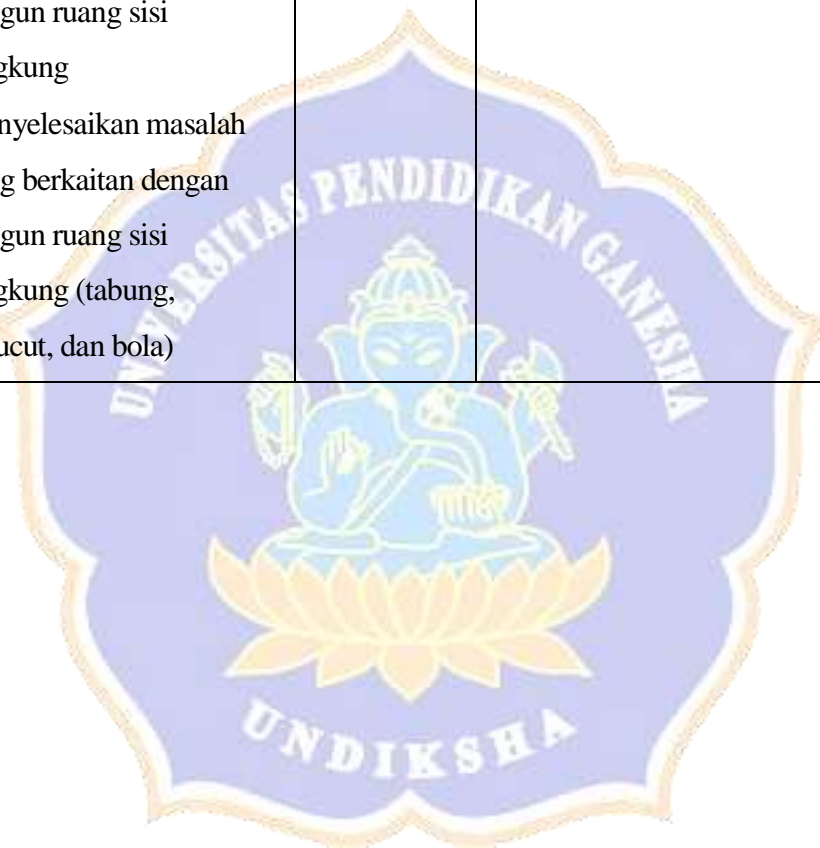 gun ruang sisi
gkung
nyelesaikan masalah
g berkaitan dengan
gun ruang sisi
gkung (tabung,
ucut, dan bola)
UNIVERSITAS PENDIDIKAN GANESHA
UNDIKSHA